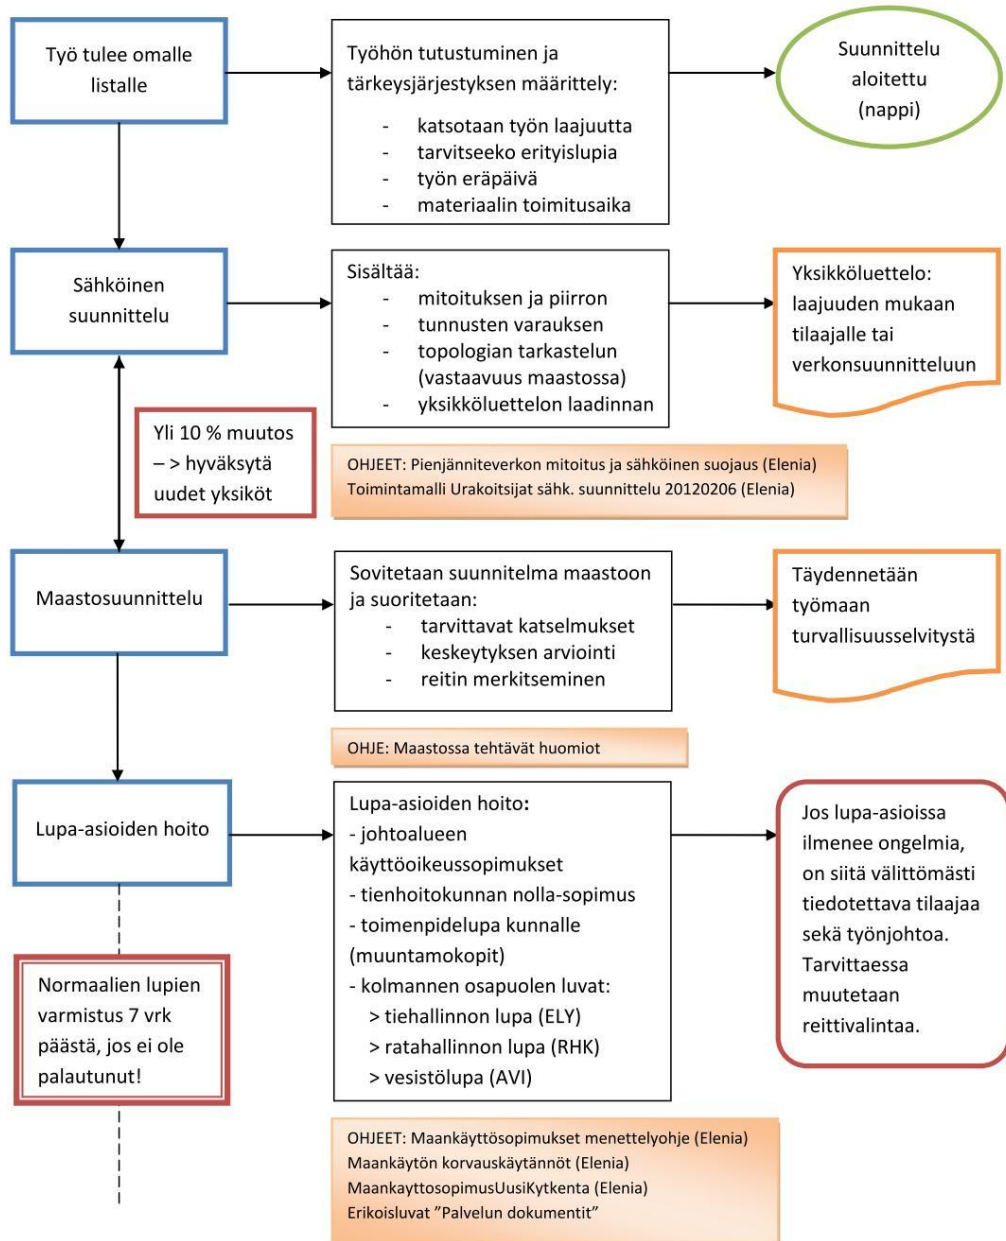 Työ tulee omalle
listalle
Työhön tutustuminen ja
tärkeysjärjestyksen määrittely:
- katsotaan työn laajuutta
- tarvitseeko erityislupia
- työn eräpäivä
- materiaalin toimitusaika
Suunnittelu
aloitettu
(nappi)
Sähköinen
suunnittelu
Sisältää:
- mitoituksen ja piirron
- tunnusten varauksen
- topologian tarkastelun
(vastaavuus maastossa)
- yksikköluettelon laadinnan
Yksikköluettelo:
laajuuden mukaan
tilaajalle tai
verkonsuunnitteluun
Yli 10 % muutos
– > hyväksytä
uudet yksiköt
OHJEET: Pienjänniteverkon mitoitus ja sähköinen suojaus (Elenia)
Toimintamalli Urakoitsijat sähk. suunnittelu 20120206 (Elenia)
Maastosuunnittelu
Sovitetaan suunnitelma maastoon
ja suoritetaan:
- tarvittavat katselmukset
- keskeytyksen arviointi
- reitin merkitseminen
Täydennetään
työmaan
turvallisuusselvitystä
OHJE: Maastossa tehtävät huomiot
Lupa-asioiden hoito
Lupa-asioiden hoito:
- johtoalueen
käyttöoikeussopimukset
- tienhoitokunnan nolla-sopimus
- toimenpidelupa kunnalle
(muuntamokopit)
- kolmannen osapuolen luvat:
> tiehallinnon lupa (ELY)
> ratahallinnon lupa (RHK)
> vesistölupa (AVI)
Jos lupa-asioissa
ilmenee ongelmia,
on siitä välittömästi
tiedotettava tilaajaa
sekä työnjohtoa.
Tarvittaessa
muutetaan
reittivalintaa.
Normaalien lupien
varmistus 7 vrk
päästä, jos ei ole
palautunut!
OHJEET: Maankäyttösopimukset menettelyohje (Elenia)
Maankäytön korvauskäytännöt (Elenia)
MaankayttosopimusUusiKytkenta (Elenia)
Erikoisluvat ”Palvelun dokumentit”